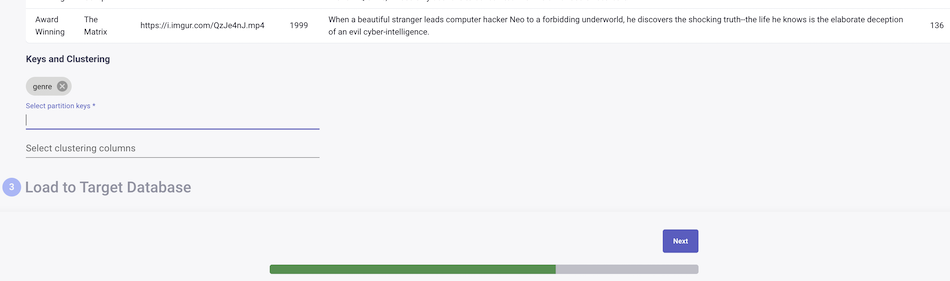 Award Winning The Matrix https://i.imgur.com/QzJe4nJ.mp4 1999 When a beautiful stranger leads computer hacker Neo to a forbidding underworld, he discovers the shocking truth--the life he knows is the elaborate deception of an evil cyber-intelligence. 136
Keys and Clustering
genre
Select partition keys *
Select clustering columns
3 Load to Target Database
Next